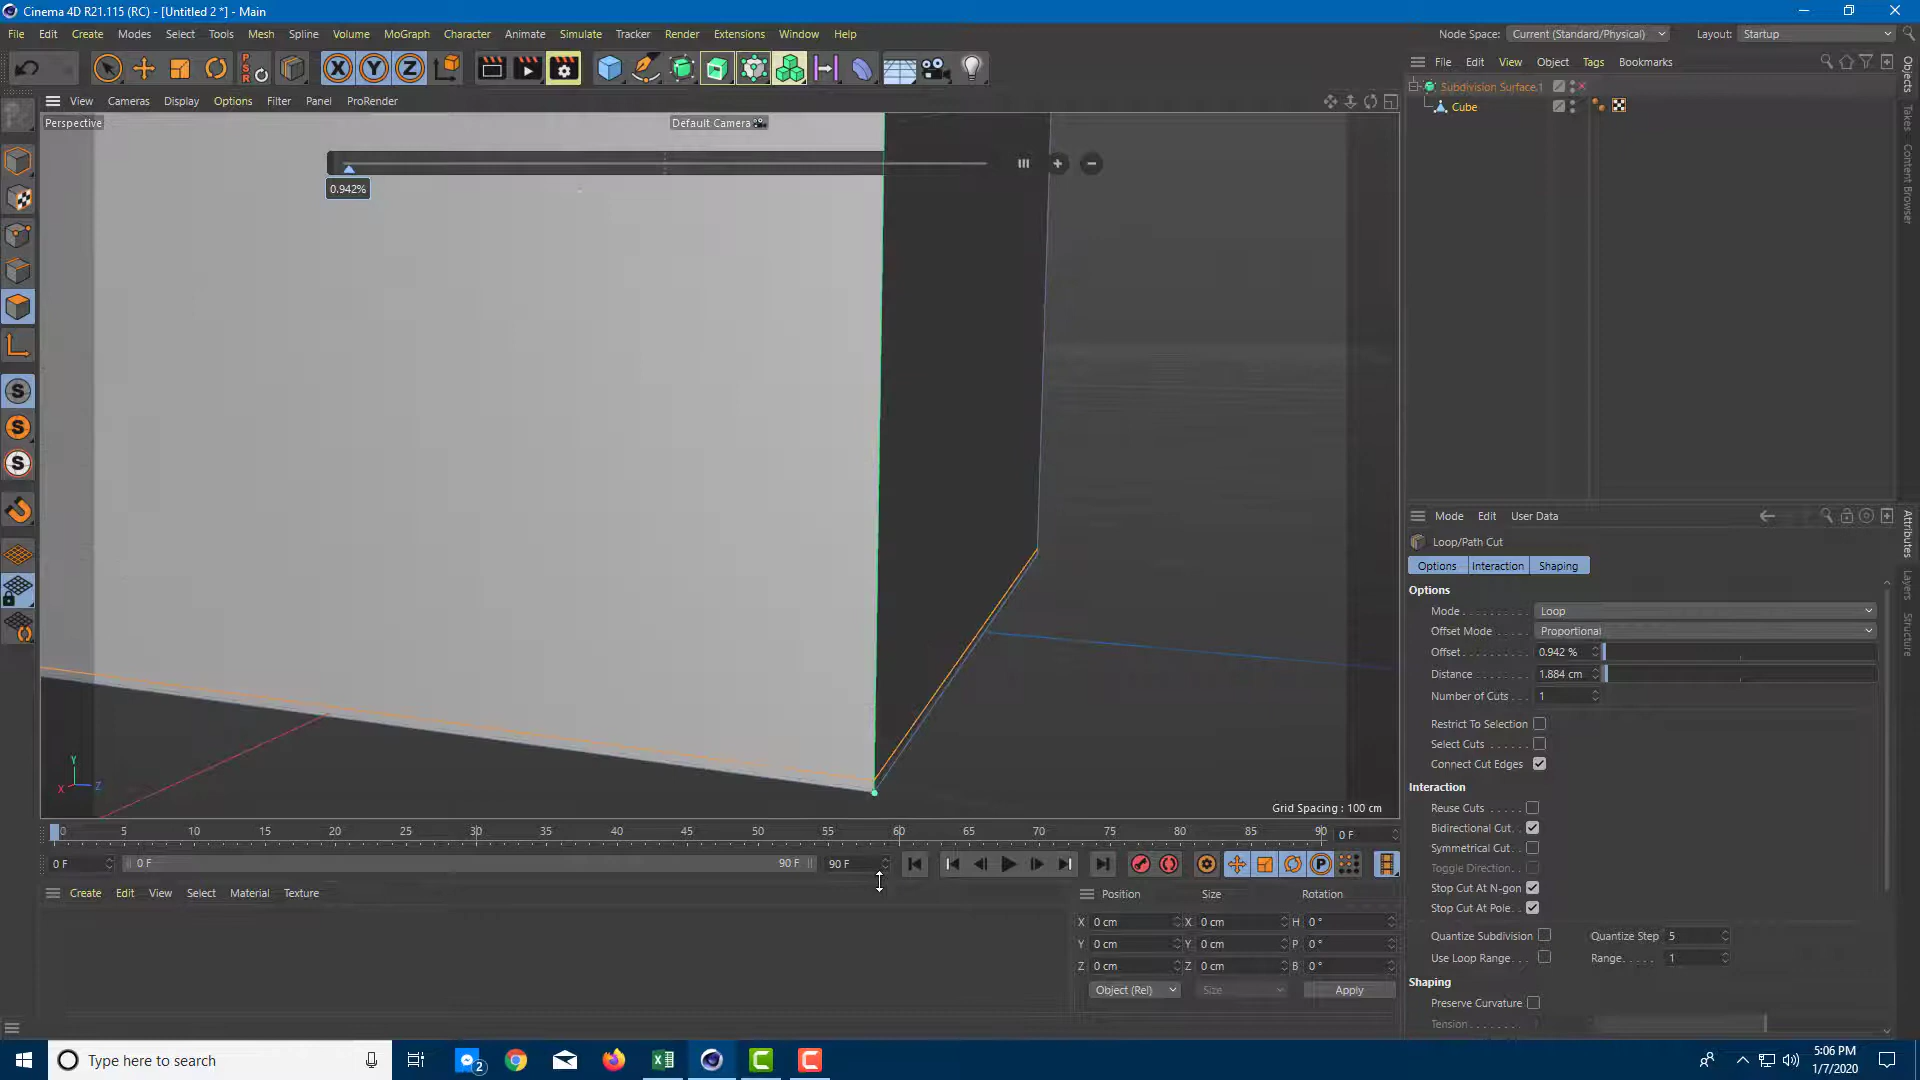 Cinema 4D R21.115 (RC) - [Untitled 2 *] - Main
File Edit Create Modes Select Tools Mesh Spline Volume MoGraph Character Animate Simulate Tracker Render Extensions Window Help
Node Space: Current (Standard/Physical) Layout: Startup
P S R X Y Z
File Edit View Object Tags Bookmarks
View Cameras Display Options Filter Panel ProRender
Perspective
Default Camera
Subdivision Surface.1
Cube
0.942%
Objects
Takes
Content Browser
Mode Edit User Data
Loop/Path Cut
Options Interaction Shaping
Options
Mode Loop
Offset Mode Proportional
Offset 0.942 %
Distance 1.884 cm
Number of Cuts 1
Restrict To Selection
Select Cuts
Connect Cut Edges
Interaction
Reuse Cuts
Bidirectional Cut
Symmetrical Cut
Toggle Direction
Stop Cut At N-gon
Stop Cut At Pole
Quantize Subdivision Quantize Step 5
Use Loop Range Range 1
Shaping
Preserve Curvature
Tension
Attributes
Layers
Structure
S
S
S
Y
X Z
Grid Spacing : 100 cm
0 5 10 15 20 25 30 35 40 45 50 55 60 65 70 75 80 85 90 0 F
0 F 0 F 90 F 90 F P
Create Edit View Select Material Texture
Position Size Rotation
X 0 cm X 0 cm H 0 °
Y 0 cm Y 0 cm P 0 °
Z 0 cm Z 0 cm B 0 °
Object (Rel) Size Apply
Type here to search
2
5:06 PM
1/7/2020